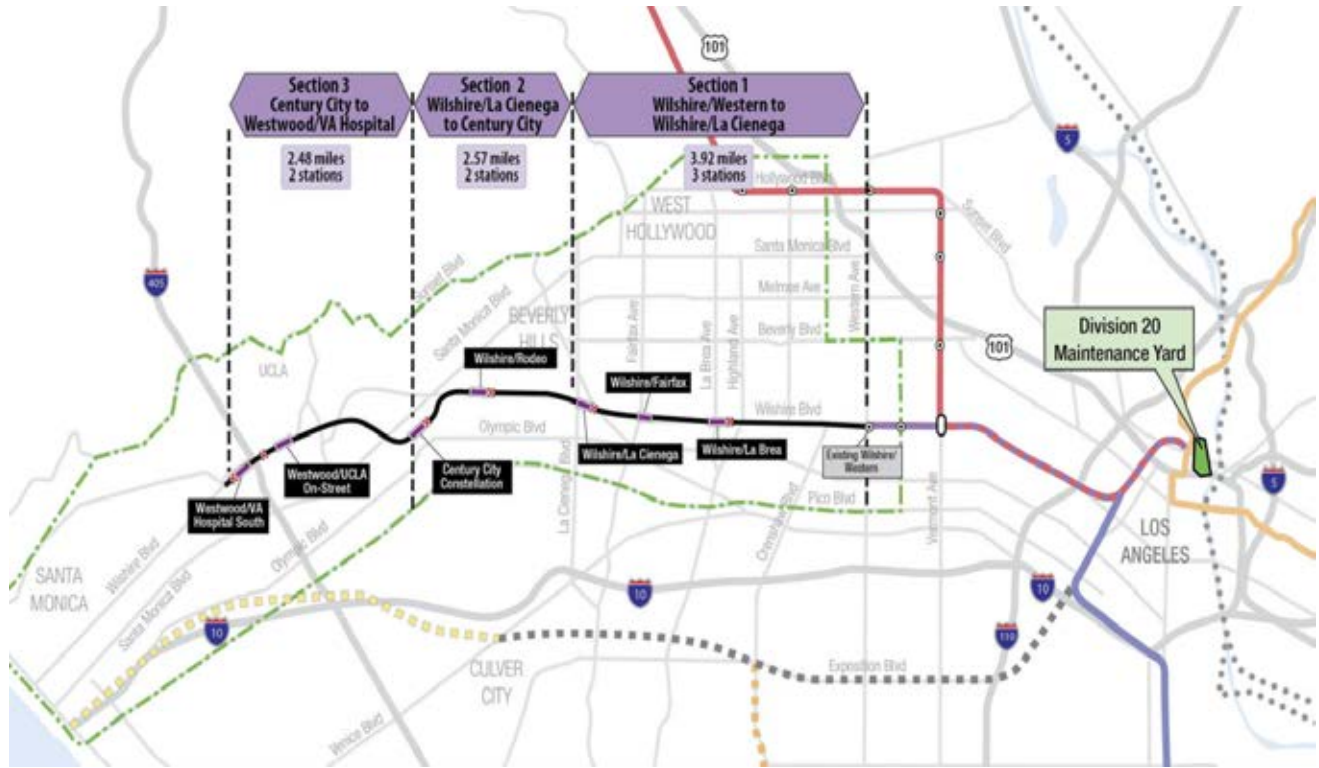 101
Section 3
Century City to
Westwood/VA Hospital
2.48 miles
2 stations
Section 2
Wilshire/La Cienega
to Century City
2.57 miles
2 stations
Section 1
Wilshire/Western to
Wilshire/La Cienega
3.92 miles
3 stations
5
Hollywood Blvd
WEST
HOLLYWOOD
Sunset Blvd
Santa Monica Blvd
405
Sunset Blvd
Santa Monica Blvd
Melrose Ave
Western Ave
BEVERLY
HILLS
Fairfax Ave
La Brea Ave
Highland Ave
Beverly Blvd
101
Division 20
Maintenance Yard
UCLA
Wilshire/Rodeo
Wilshire/Fairfax
Wilshire Blvd
Olympic Blvd
Westwood/UCLA
On-Street
Century City
Constellation
Wilshire/La Cienega
Wilshire/La Brea
Existing Wilshire/
Western
5
Westwood/VA
Hospital South
La Cienega Blvd
Crenshaw Blvd
Pico Blvd
Vermont Ave
LOS
ANGELES
Wilshire Blvd
Olympic Blvd
SANTA
MONICA
Santa Monica Blvd
10
10
10
110
CULVER
CITY
Exposition Blvd
Venice Blvd